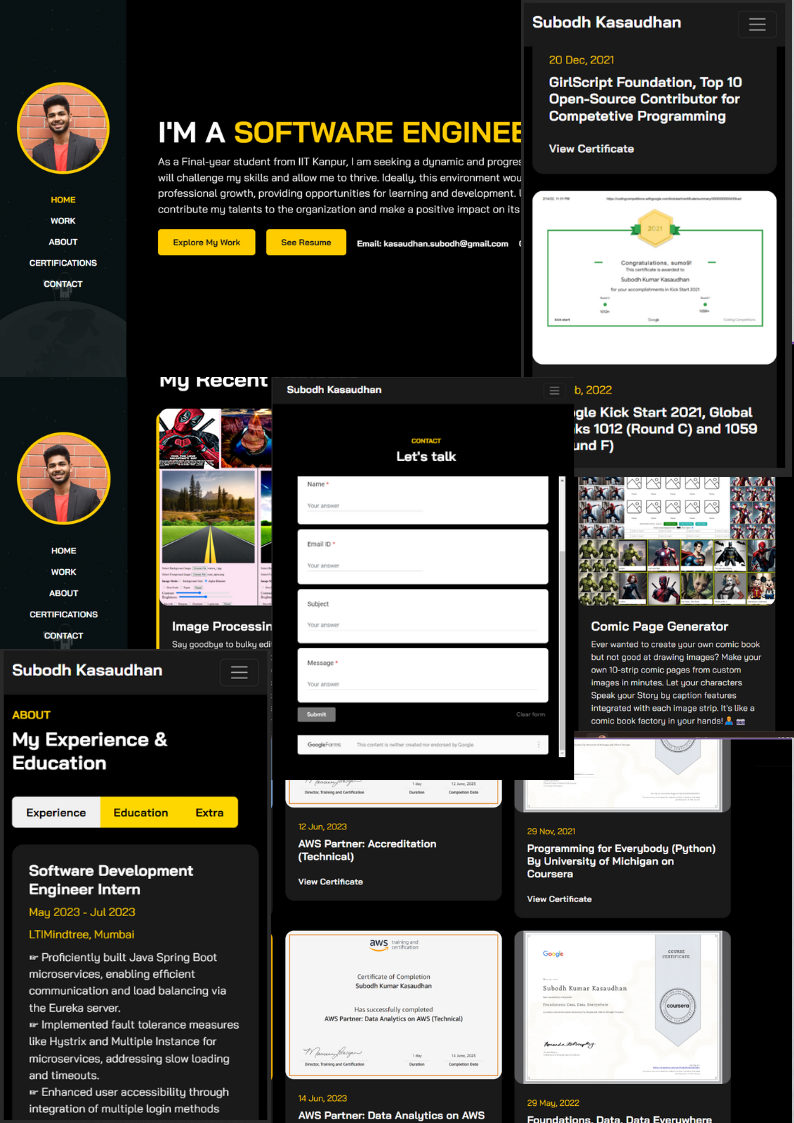 I'M A SOFTWARE ENGINEE
As a Final-year student from IIT Kanpur, I am seeking a dynamic and progres
will challenge my skills and allow me to thrive. Ideally, this environment wou
professional growth, providing opportunities for learning and development.
contribute my talents to the organization and make a positive impact on its
Explore My Work
See Resume
Email: kasaudhan.subodh@gmail.com
HOME
WORK
ABOUT
CERTIFICATIONS
CONTACT
Subodh Kasaudhan
20 Dec, 2021
GirlScript Foundation, Top 10
Open-Source Contributor for
Competetive Programming
View Certificate
2021
Congratulations, sumo9!
This certificate is awarded to
Subodh Kumar Kasaudhan
for your accomplishments in Kick Start 2021
Google
Coding Competitions
b, 2022
gle Kick Start 2021, Global
ks 1012 (Round C) and 1059
und F)
My Recent
HOME
WORK
ABOUT
CERTIFICATIONS
CONTACT
Image Processin
Say goodbye to bulky edi
Subodh Kasaudhan
CONTACT
Let's talk
Name *
Your answer
Email ID *
Your answer
Subject
Your answer
Message *
Your answer
Submit
Clear form
GoogleForms
This content is neither created nor endorsed by Google.
Comic Page Generator
Ever wanted to create your own comic book
but not good at drawing images? Make your
own 10-strip comic pages from custom
images in minutes. Let your characters
Speak your Story by caption features
integrated with each image strip. It's like a
comic book factory in your hands!
Subodh Kasaudhan
ABOUT
My Experience &
Education
Experience
Education
Extra
Software Development
Engineer Intern
May 2023 - Jul 2023
LTIMindtree, Mumbai
☞ Proficiently built Java Spring Boot
microservices, enabling efficient
communication and load balancing via
the Eureka server.
☞ Implemented fault tolerance measures
like Hystrix and Multiple Instance for
microservices, addressing slow loading
and timeouts.
☞ Enhanced user accessibility through
integration of multiple login methods
Director, Training and Certification
Duration
Completion Date
12 Jun, 2023
AWS Partner: Accreditation
(Technical)
View Certificate
29 Nov, 2021
Programming for Everybody (Python)
By University of Michigan on
Coursera
View Certificate
aws training and
certification
Certificate of Completion
Subodh Kumar Kasaudhan
Has successfully completed
AWS Partner: Data Analytics on AWS (Technical)
1 day
14 June, 2023
Director, Training and Certification
Duration
Completion Date
14 Jun, 2023
AWS Partner: Data Analytics on AWS
Google
COURSE
CERTIFICATE
Subodh Kumar Kasaudhan
Foundations: Data, Data, Everywhere
coursera
29 May, 2022
Foundations, Data, Data Everywhere